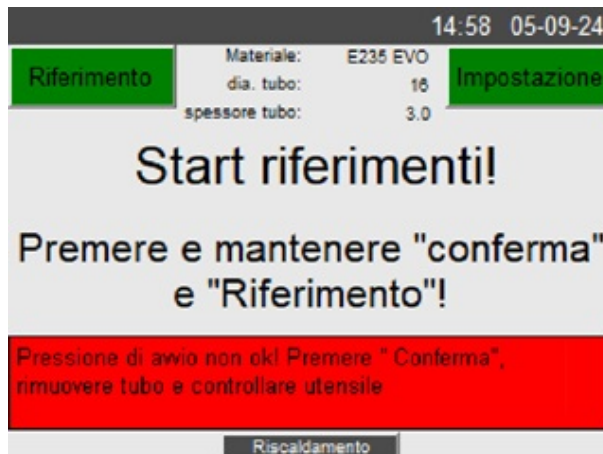 14:58 05-09-24
Riferimento
Materiale: E235 EVO
dia. tubo: 16
spessore tubo: 3.0
Impostazione
Start riferimenti!
Premere e mantenere "conferma"
e "Riferimento"!
Pressione di avvio non ok! Premere " Conferma",
rimuovere tubo e controllare utensile
Riscaldamento